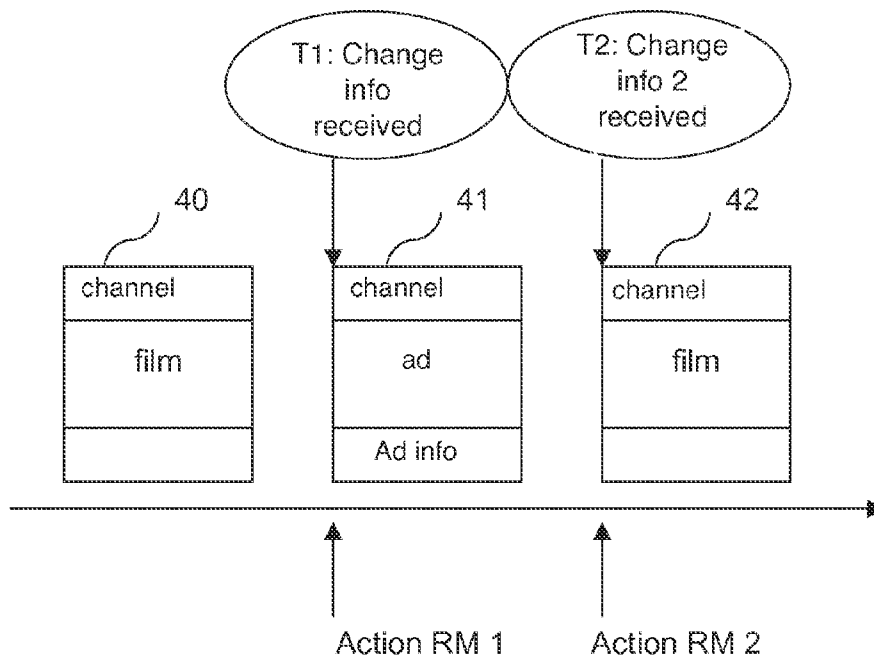 T1: Change
info
received
T2: Change
info 2
received
40
41
42
channel
film
channel
ad
Ad info
channel
film
Action RM 1
Action RM 2